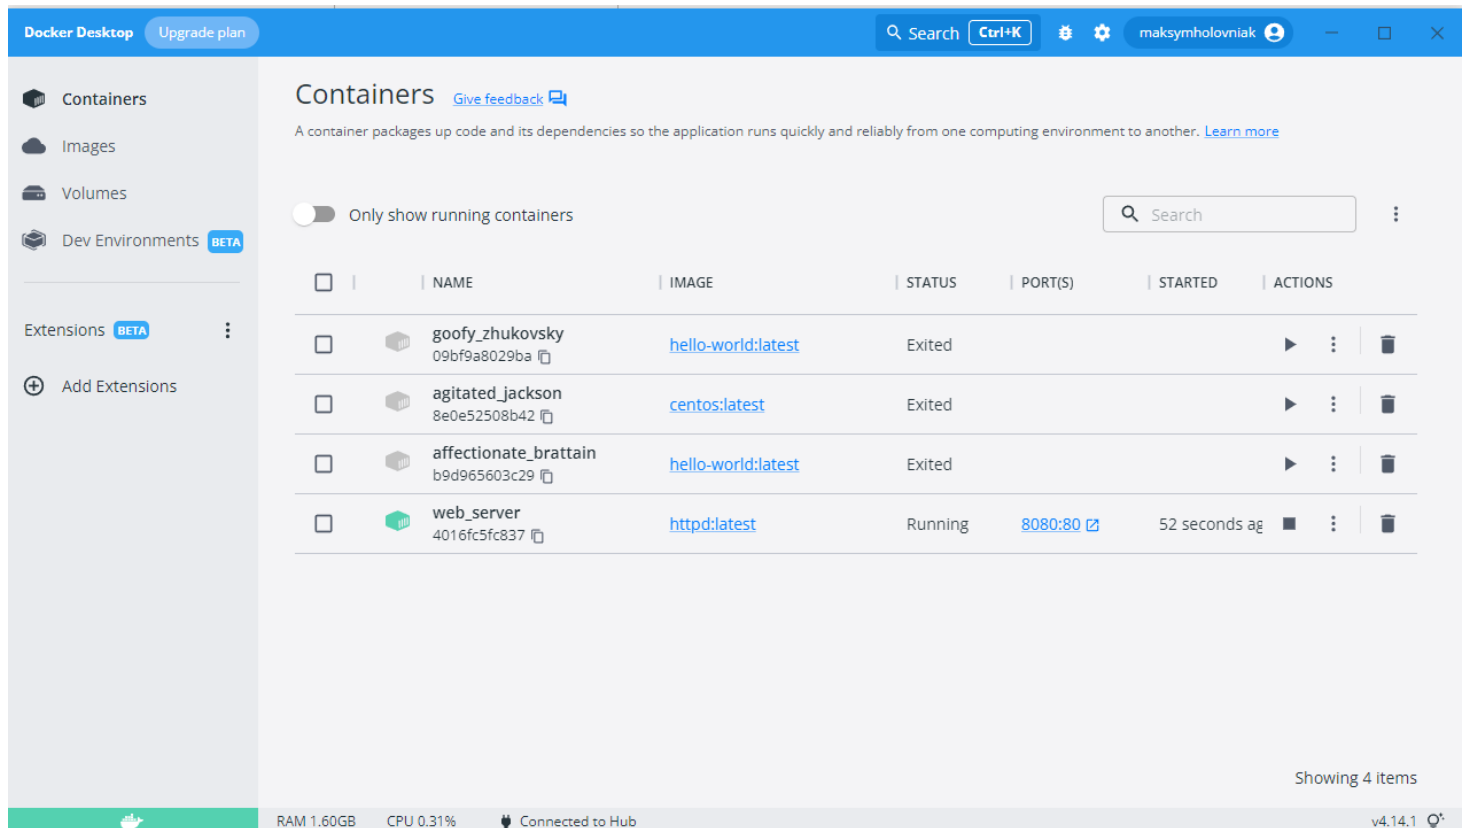 Docker Desktop Upgrade plan Search Ctrl+K maksymholovniak
Containers
Images
Volumes
Dev Environments BETA
Extensions BETA
Add Extensions
Containers Give feedback
A container packages up code and its dependencies so the application runs quickly and reliably from one computing environment to another. Learn more
Only show running containers Search
NAME IMAGE STATUS PORT(S) STARTED ACTIONS
goofy_zhukovsky
09bf9a8029ba hello-world:latest Exited
agitated_jackson
8e0e52508b42 centos:latest Exited
affectionate_brattain
b9d965603c29 hello-world:latest Exited
web_server
4016fc5fc837 httpd:latest Running 8080:80 52 seconds ag
Showing 4 items
RAM 1.60GB CPU 0.31% Connected to Hub v4.14.1